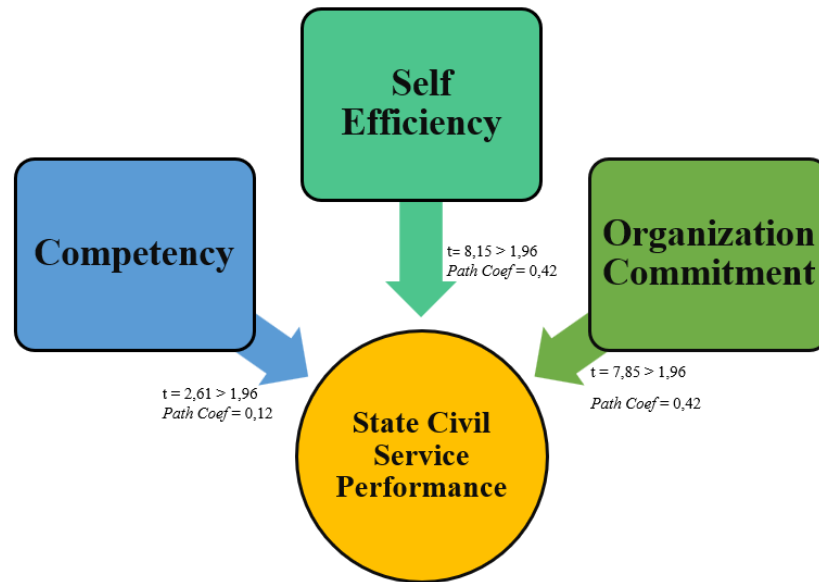 Self
Efficiency
Competency
Organization
Commitment
t= 8,15 > 1,96
Path Coef = 0,42
t = 2,61 > 1,96
Path Coef = 0,12
t = 7,85 > 1,96
Path Coef = 0,42
State Civil
Service
Performance